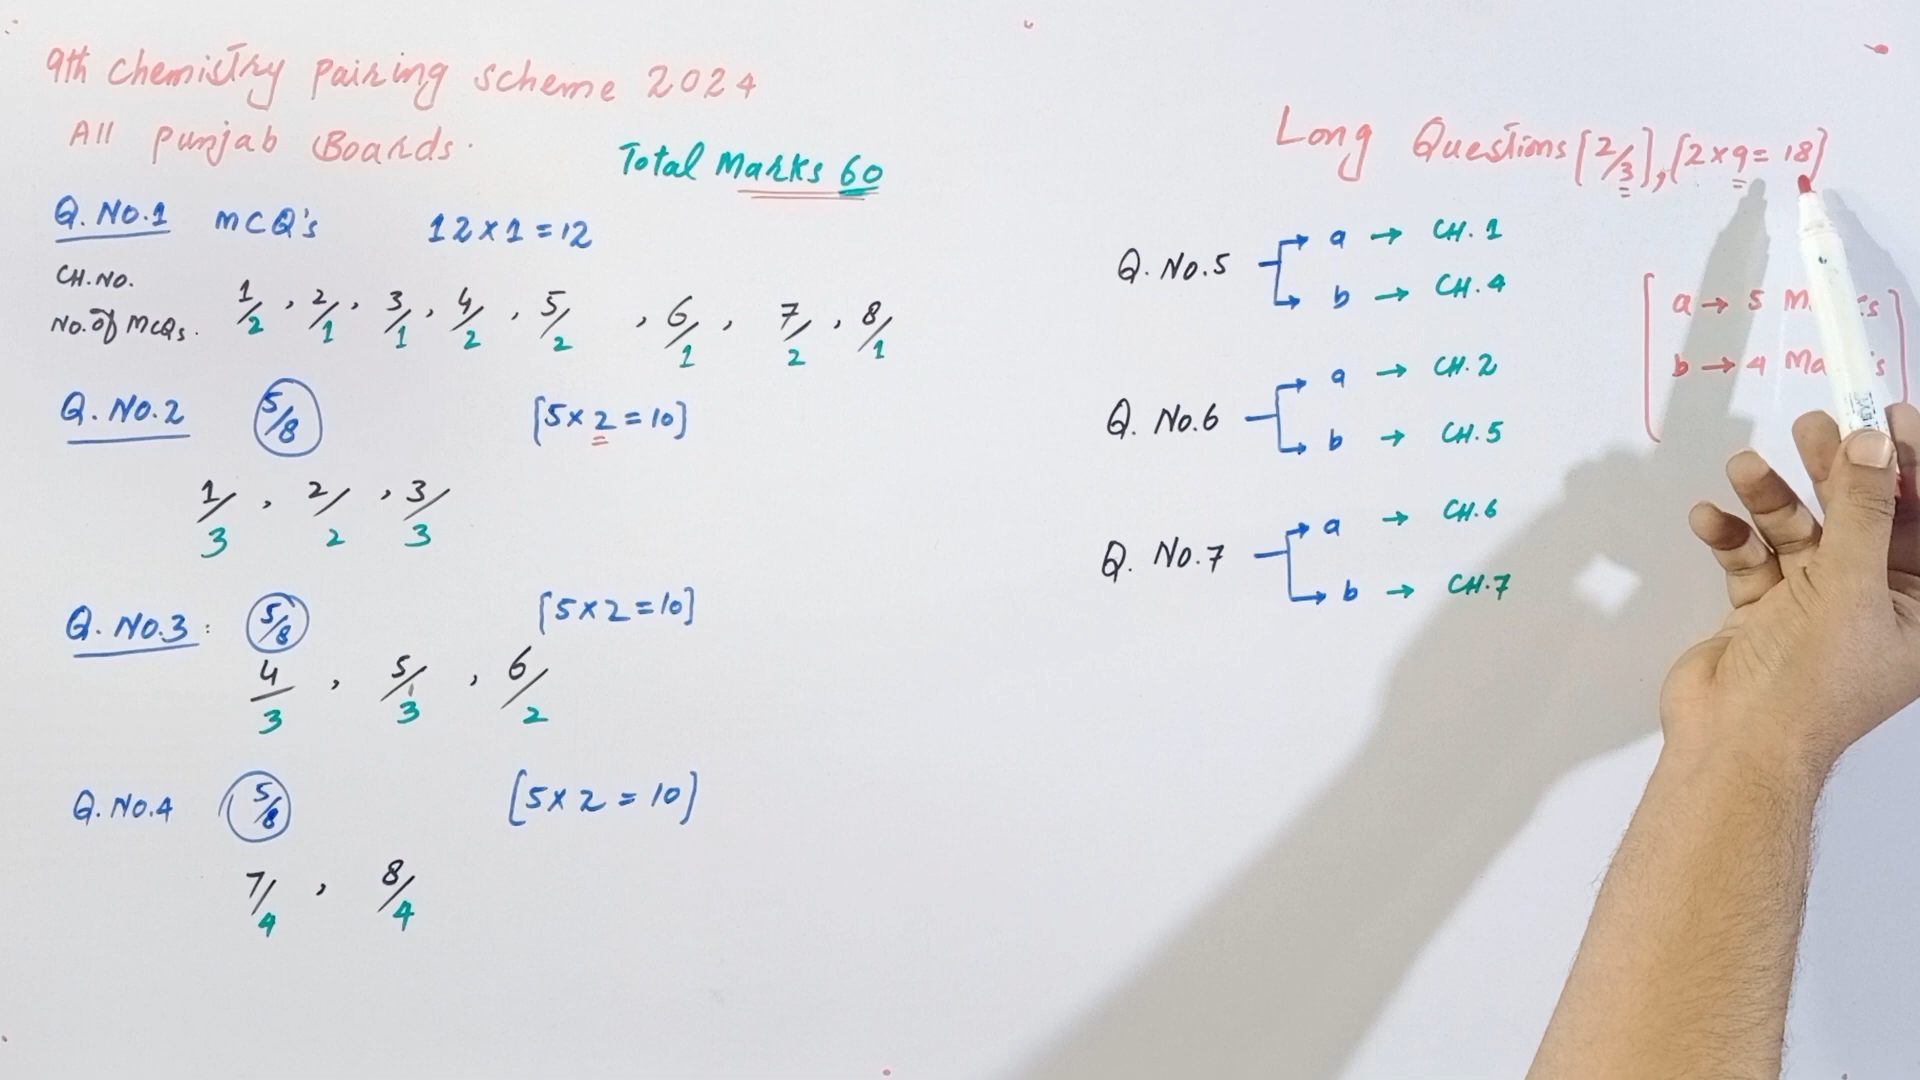 9th Chemistry Pairing Scheme 2024
All Punjab Boards.
Total Marks 60
Q. No.1 MCQ's 12×1=12
CH.NO.
No. of MCQs.
1/2, 2/1, 3/1, 4/2, 5/2, 6/1, 7/2, 8/1
Q. No.2 5/8 [5×2=10]
1/3, 2/2, 3/3
Q. No.3: 5/8 [5×2=10]
4/3, 5/3, 6/2
Q. No.4 5/8 [5×2=10]
7/4, 8/4
Long Questions [2/3], [2×9=18]
Q. No.5 a → CH.1
b → CH.4
Q. No.6 a → CH.2
b → CH.5
Q. No.7 a → CH.6
b → CH.7
a → 5
b → 4